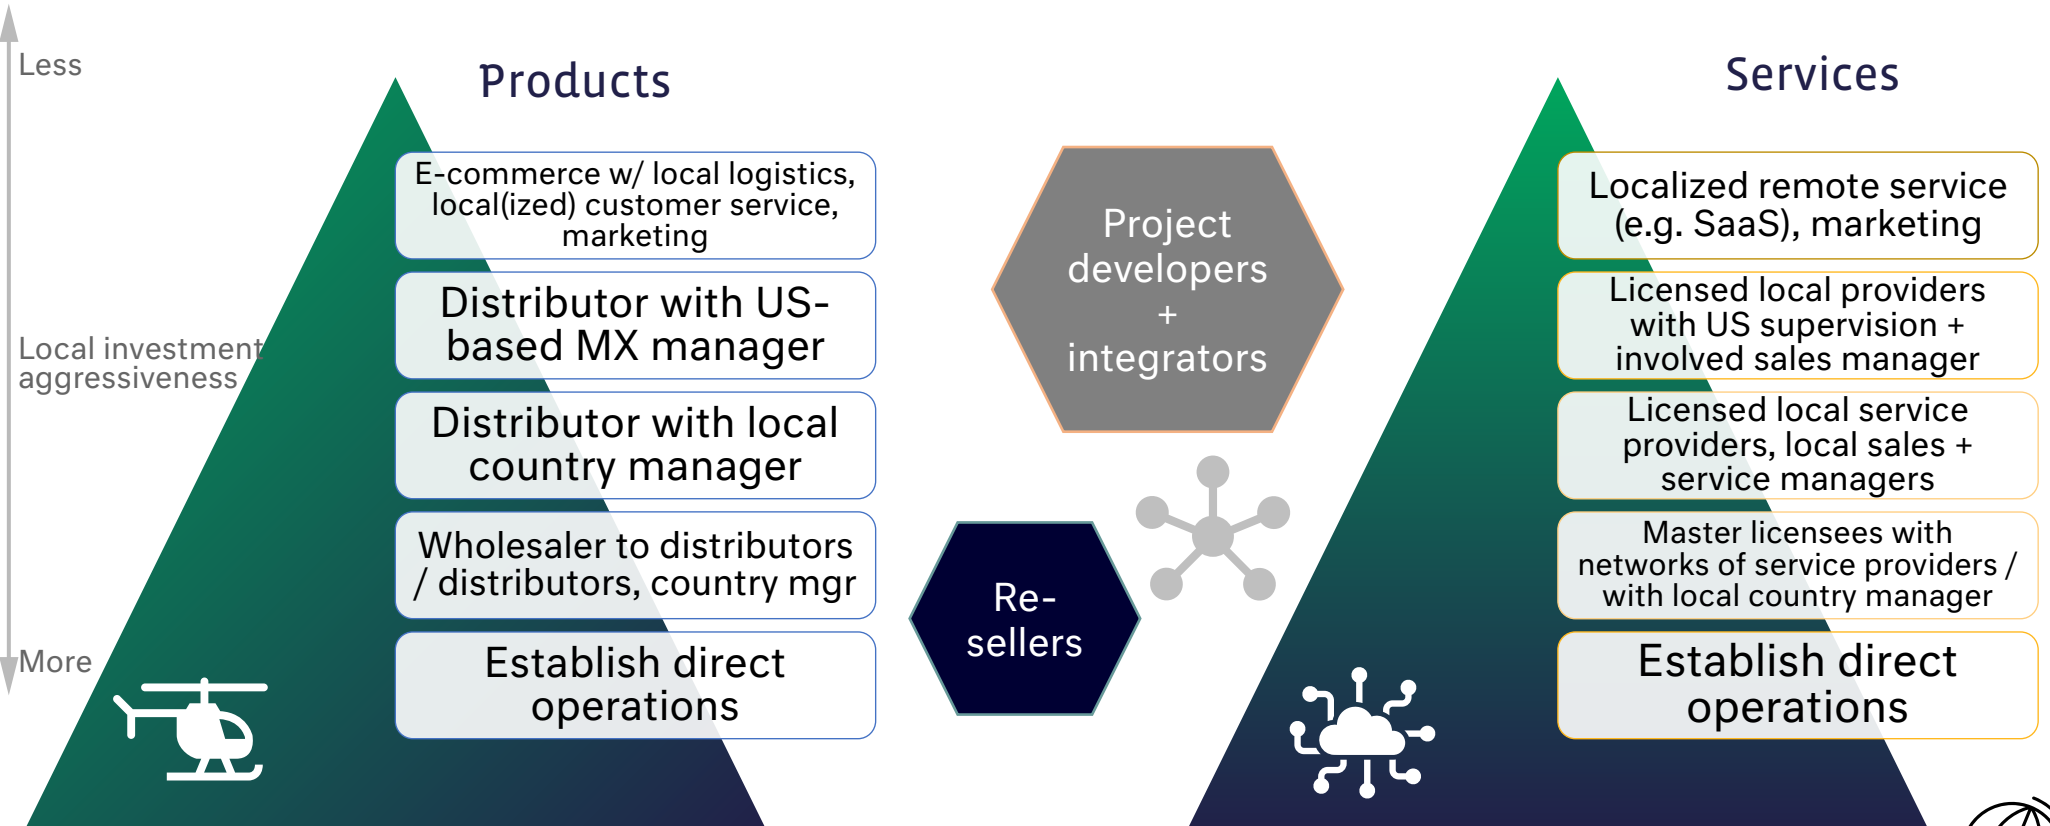 Less
Local investment
aggressiveness
More
Products
E-commerce w/ local logistics,
local(ized) customer service,
marketing
Distributor with US-
based MX manager
Distributor with local
country manager
Wholesaler to distributors
/ distributors, country mgr
Establish direct
operations
Project
developers
+
integrators
Re-
sellers
Services
Localized remote service
(e.g. SaaS), marketing
Licensed local providers
with US supervision +
involved sales manager
Licensed local service
providers, local sales +
service managers
Master licensees with
networks of service providers /
with local country manager
Establish direct
operations